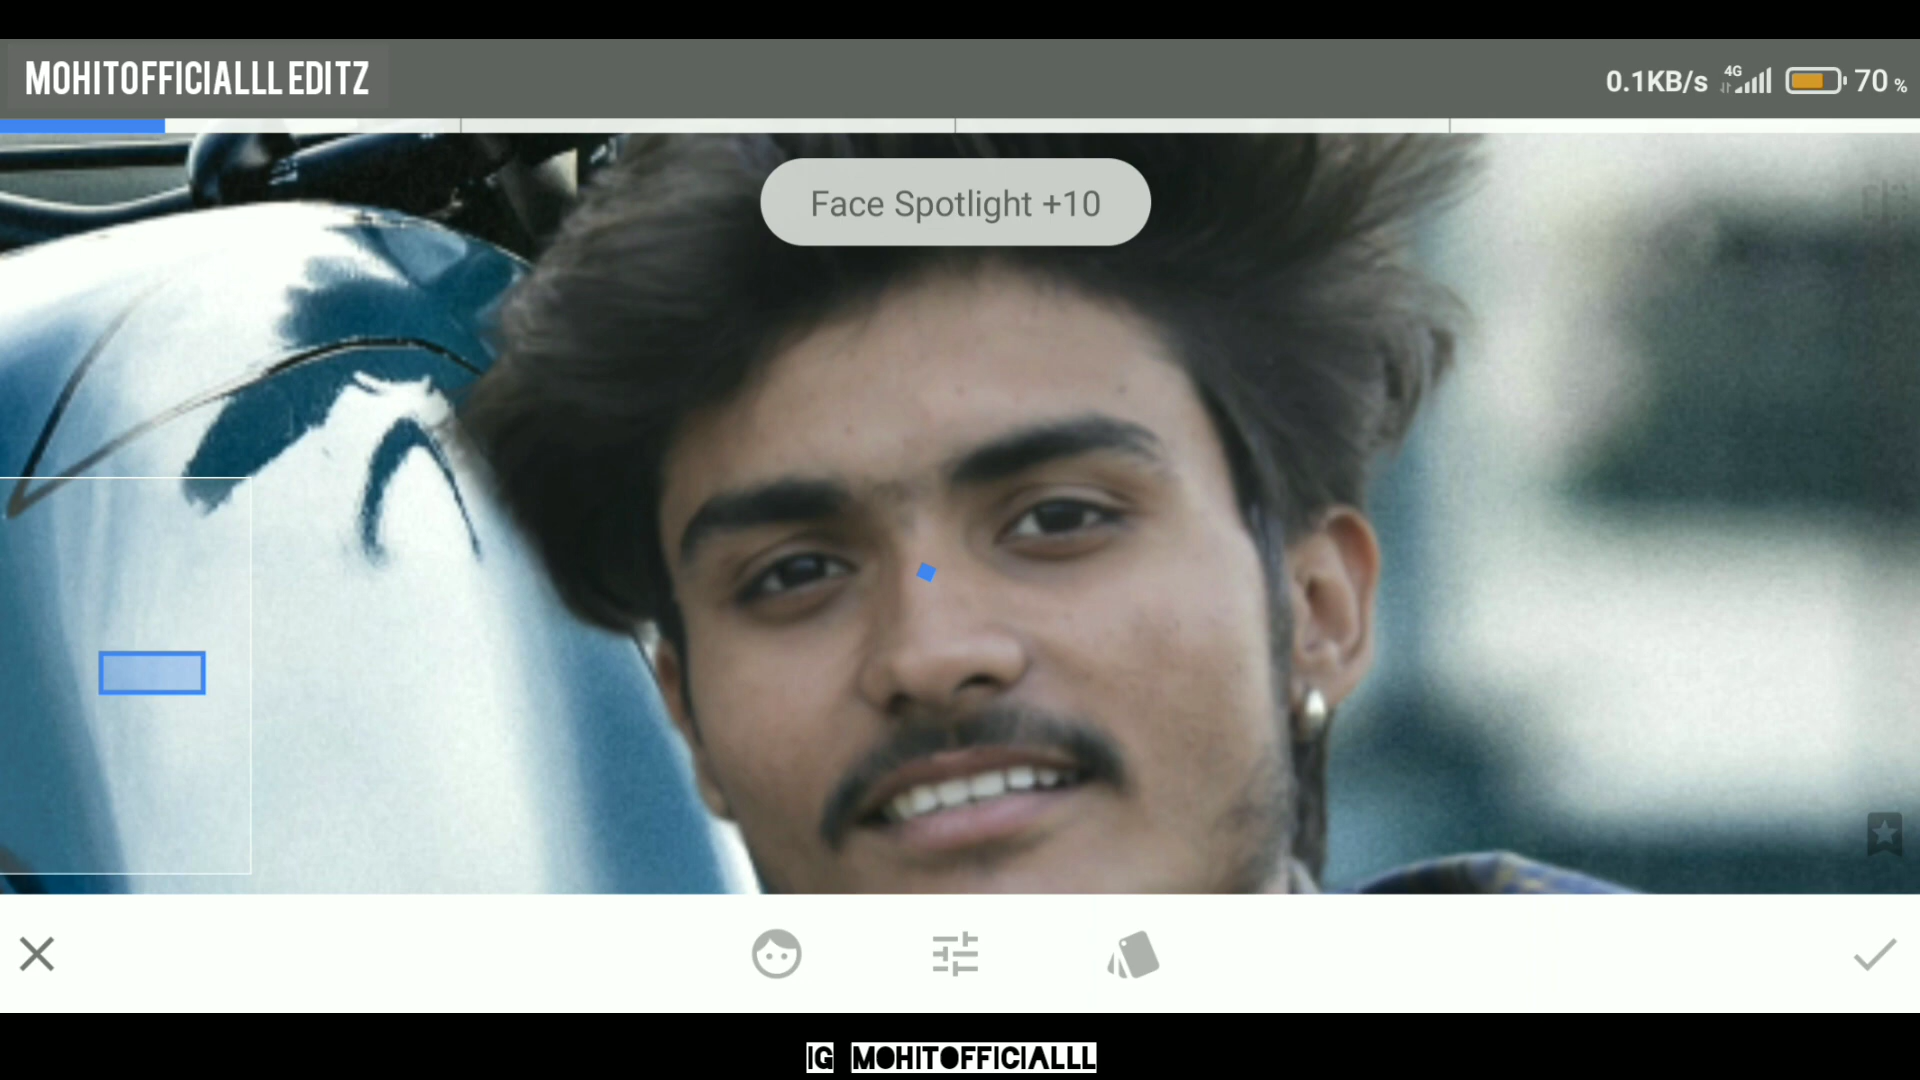 MOHITOFFICIALLL EDITZ
0.1KB/s 4G 70 %
Face Spotlight +10
IG MOHITOFFICIALLL